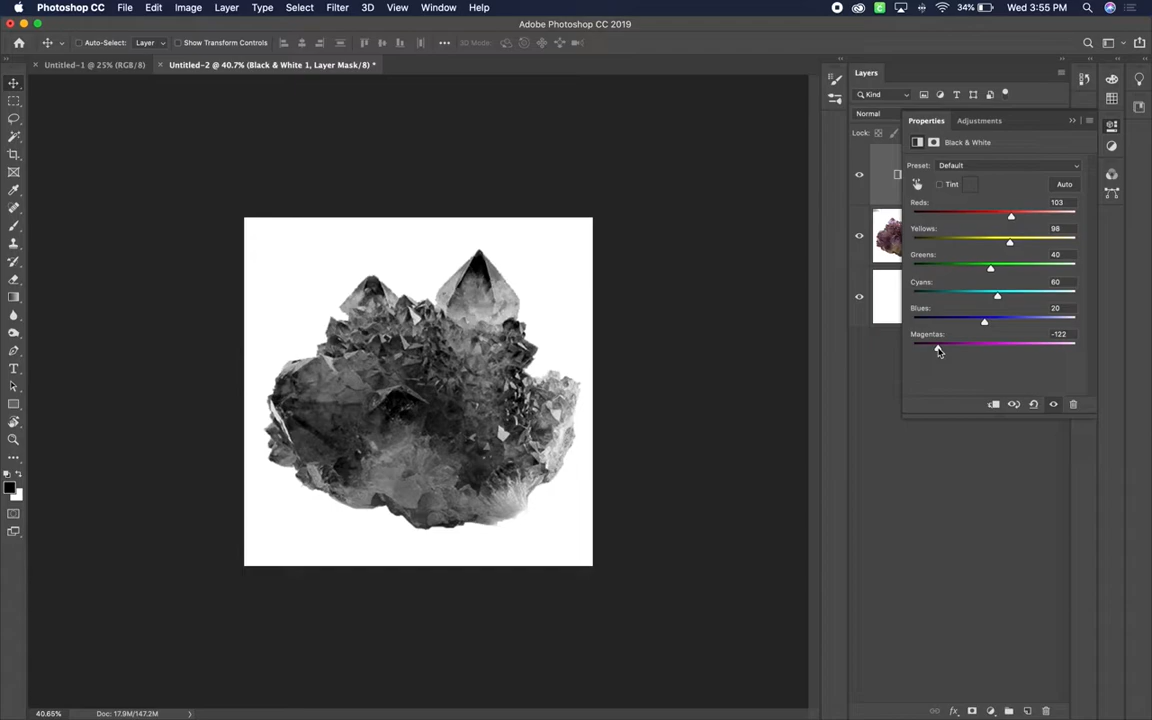 Photoshop CC File Edit Image Layer Type Select Filter 3D View Window Help 34% Wed 3:55 PM
Adobe Photoshop CC 2019
Auto-Select: Layer Show Transform Controls 3D Mode:
Untitled-1 @ 25% (RGB/8) Untitled-2 @ 40.7% (Black & White 1, Layer Mask/8) *
Layers
Kind
Normal
Lock:
Properties Adjustments
Black & White
Preset: Default
Tint Auto
Reds: 103
Yellows: 98
Greens: 40
Cyans: 60
Blues: 20
Magentas: -122
40.65% Doc: 17.9M/147.2M